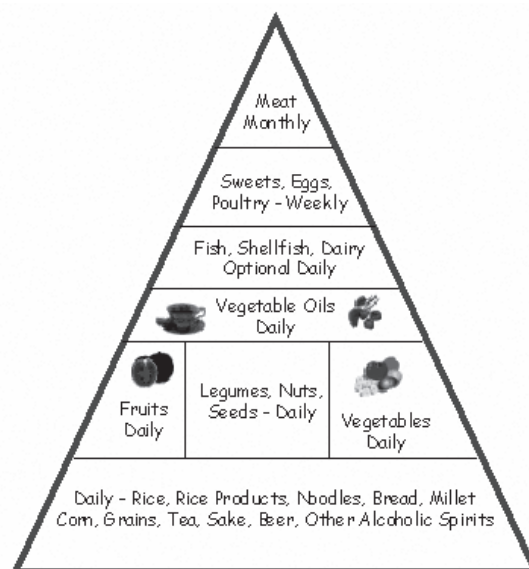 Meat
Monthly
Sweets, Eggs,
Poultry - Weekly
Fish, Shellfish, Dairy
Optional Daily
Vegetable Oils
Daily
Fruits
Daily
Legumes, Nuts,
Seeds - Daily
Vegetables
Daily
Daily - Rice, Rice Products, Noodles, Bread, Millet
Corn, Grains, Tea, Sake, Beer, Other Alcoholic Spirits